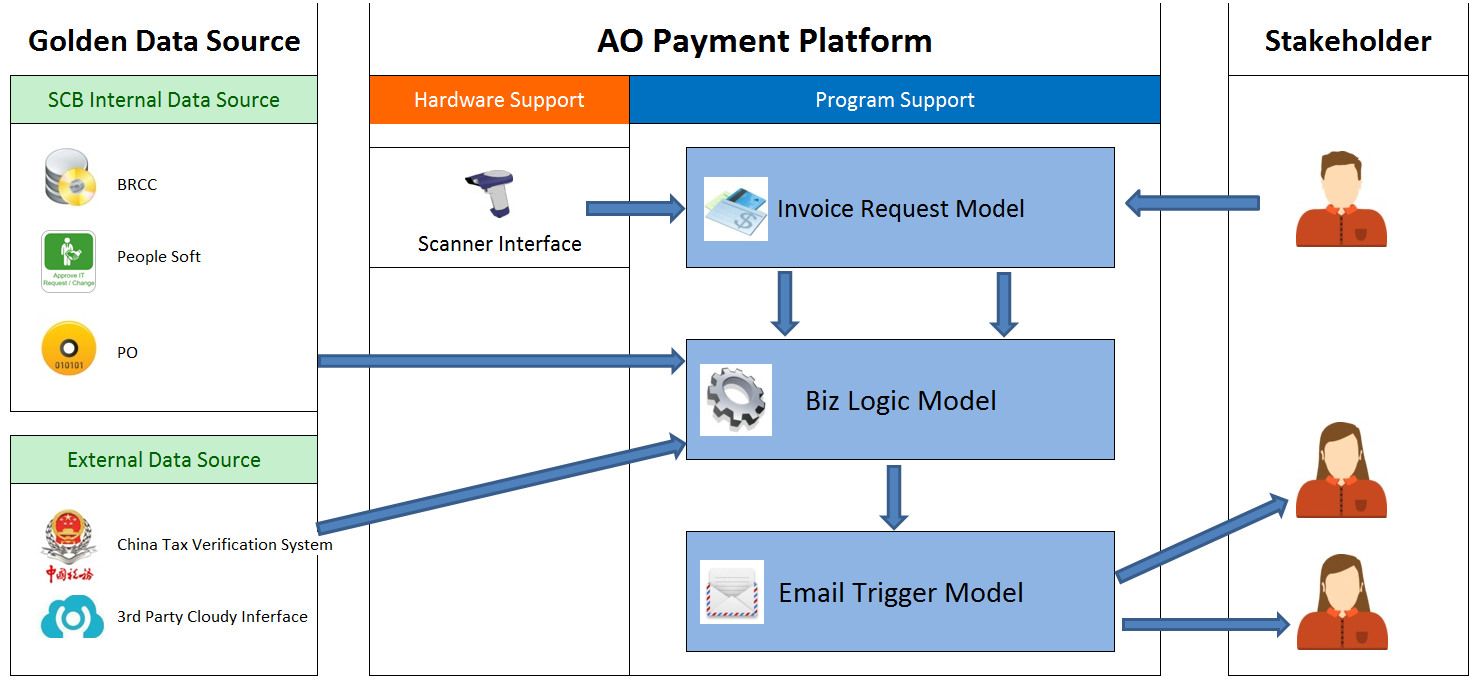 Golden Data Source
AO Payment Platform
Stakeholder
SCB Internal Data Source
Hardware Support
Program Support
BRCC
Approve IT
Request / Change
People Soft
010101
PO
Scanner Interface
Invoice Request Model
Biz Logic Model
Email Trigger Model
External Data Source
中国税务
China Tax Verification System
3rd Party Cloudy Inferface